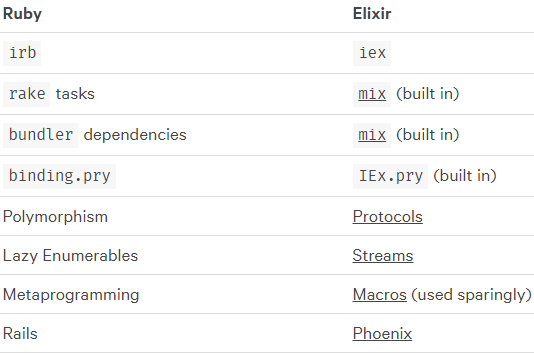 Ruby Elixir
irb iex
rake tasks mix (built in)
bundler dependencies mix (built in)
binding.pry IEx.pry (built in)
Polymorphism Protocols
Lazy Enumerables Streams
Metaprogramming Macros (used sparingly)
Rails Phoenix